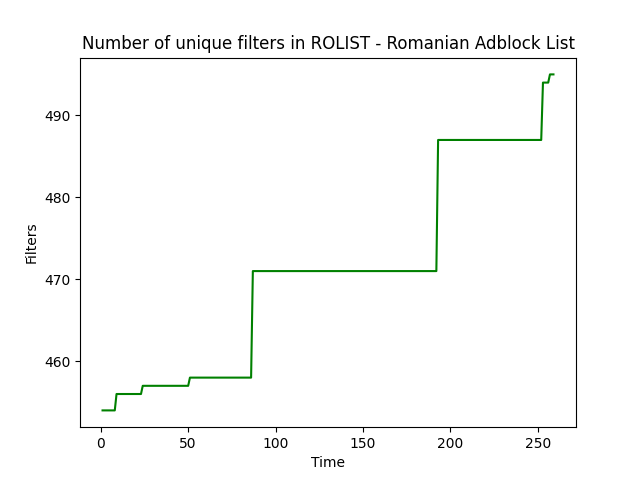 Number of unique filters in ROLIST - Romanian Adblock List
490
480
470
460
Filters
0 50 100 150 200 250
Time